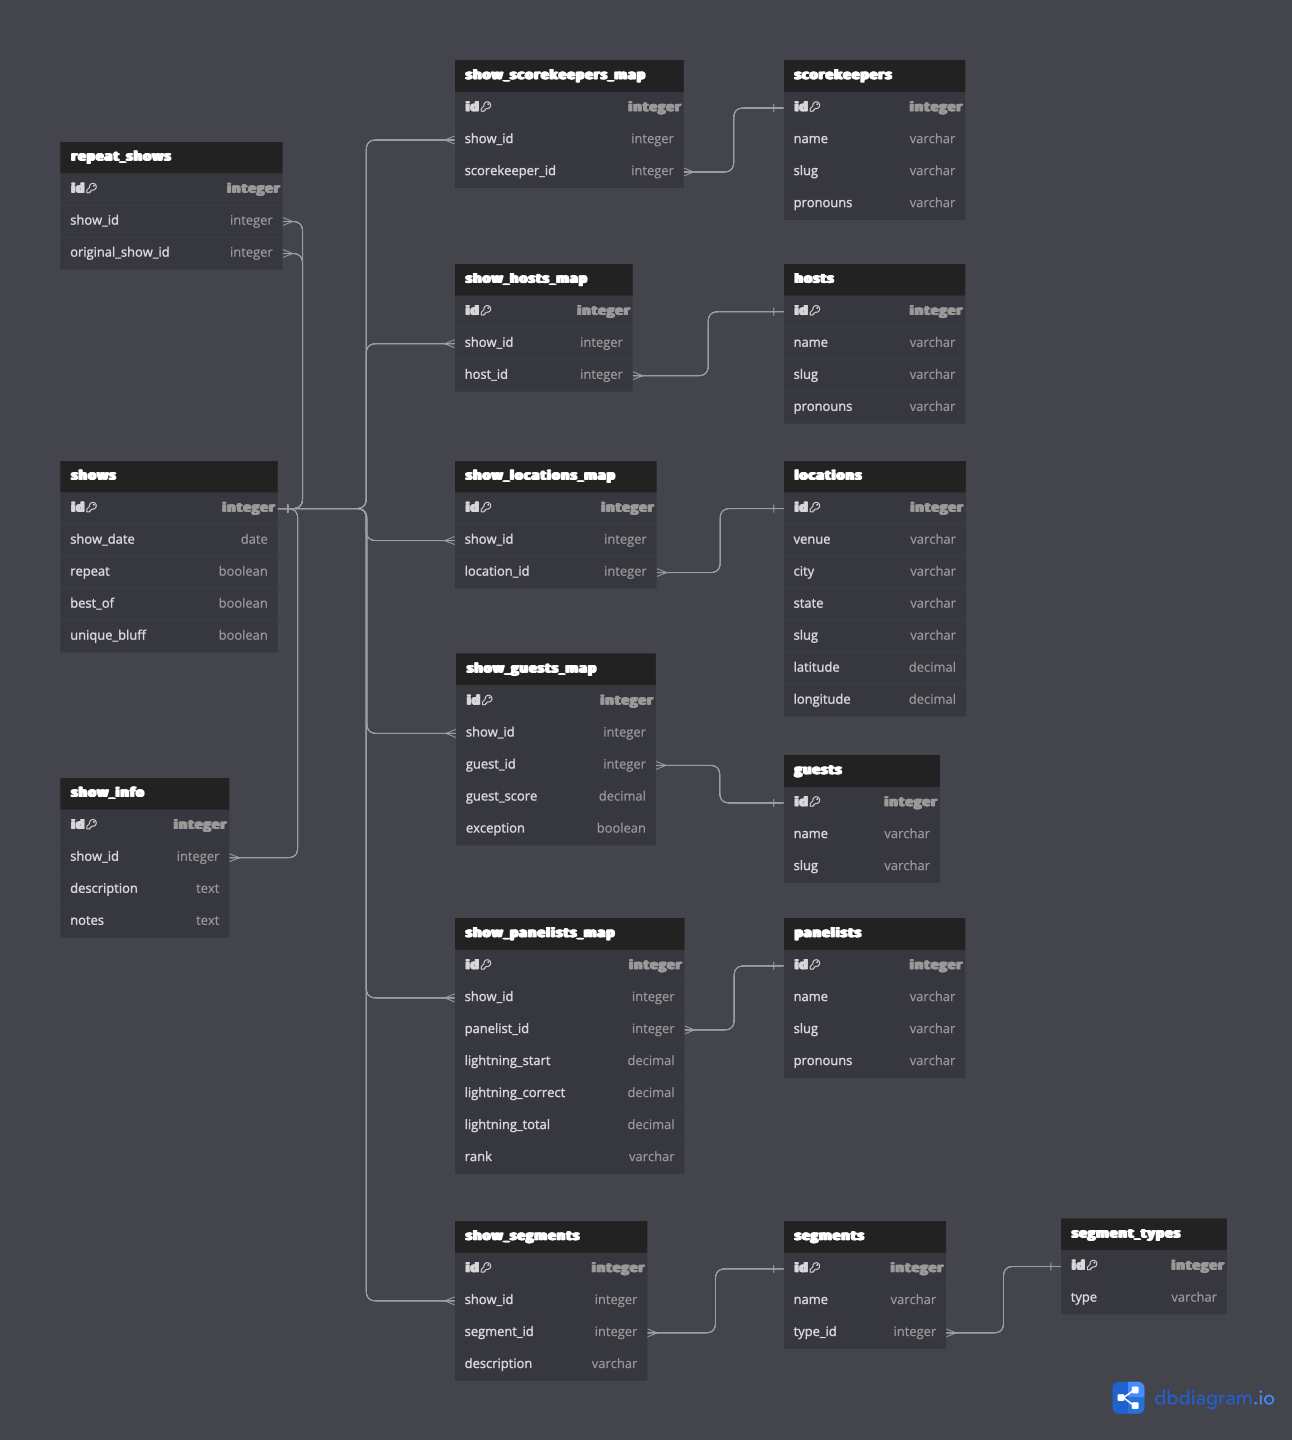 repeat_shows
id integer
show_id integer
original_show_id integer
shows
id integer
show_date date
repeat boolean
best_of boolean
unique_bluff boolean
show_info
id integer
show_id integer
description text
notes text
show_scorekeepers_map
id integer
show_id integer
scorekeeper_id integer
show_hosts_map
id integer
show_id integer
host_id integer
show_locations_map
id integer
show_id integer
location_id integer
show_guests_map
id integer
show_id integer
guest_id integer
guest_score decimal
exception boolean
show_panelists_map
id integer
show_id integer
panelist_id integer
lightning_start decimal
lightning_correct decimal
lightning_total decimal
rank varchar
show_segments
id integer
show_id integer
segment_id integer
description varchar
scorekeepers
id integer
name varchar
slug varchar
pronouns varchar
hosts
id integer
name varchar
slug varchar
pronouns varchar
locations
id integer
venue varchar
city varchar
state varchar
slug varchar
latitude decimal
longitude decimal
guests
id integer
name varchar
slug varchar
panelists
id integer
name varchar
slug varchar
pronouns varchar
segments
id integer
name varchar
type_id integer
segment_types
id integer
type varchar
dbdiagram.io